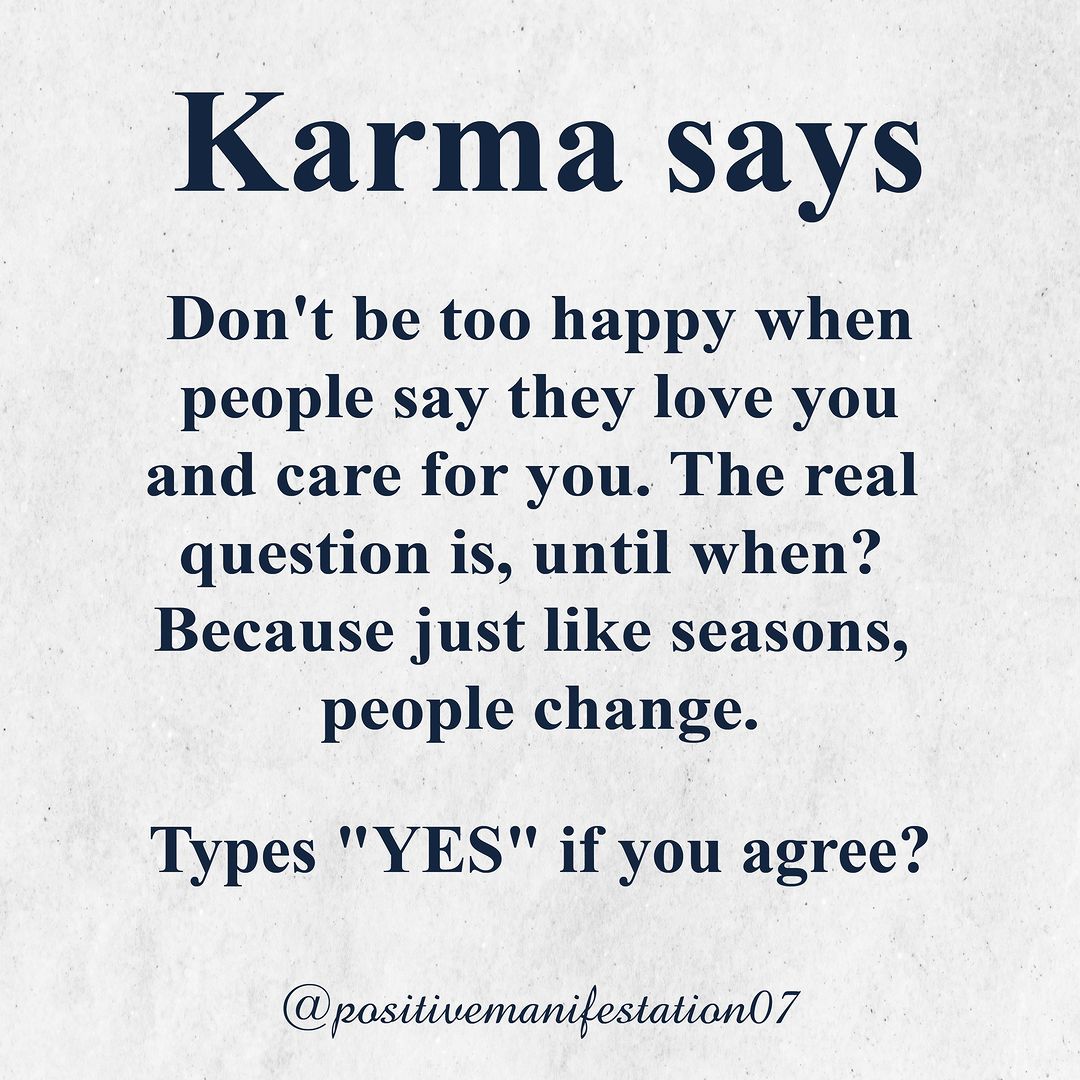 Karma says
Don't be too happy when
people say they love you
and care for you. The real
question is, until when?
Because just like seasons,
people change.
Types "YES" if you agree?
@positivemanifestation07